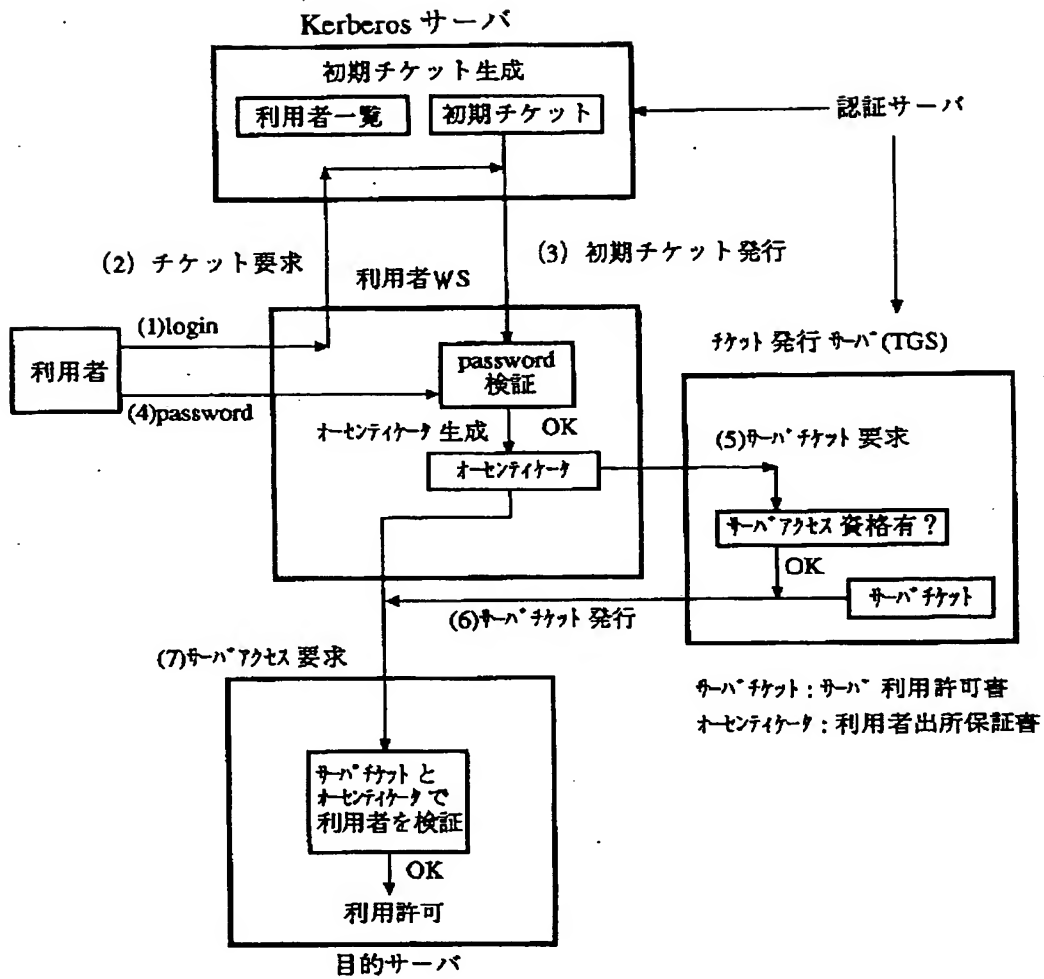 Kerberos サーバ
初期チケット生成
利用者一覧
初期チケット
認証サーバ
(2) チケット要求
(3) 初期チケット発行
利用者WS
(1)login
利用者
(4)password
password
検証
オーセンティケータ 生成
OK
オーセンティケータ
チケット 発行 サーバ(TGS)
(5)サーバチケット 要求
サーバアクセス 資格有？
OK
サーバチケット
(6)サーバチケット 発行
(7)サーバアクセス 要求
サーバチケット：サーバ 利用許可書
オーセンティケータ：利用者出所保証書
サーバチケット と
オーセンティケータ で
利用者を検証
OK
利用許可
目的サーバ